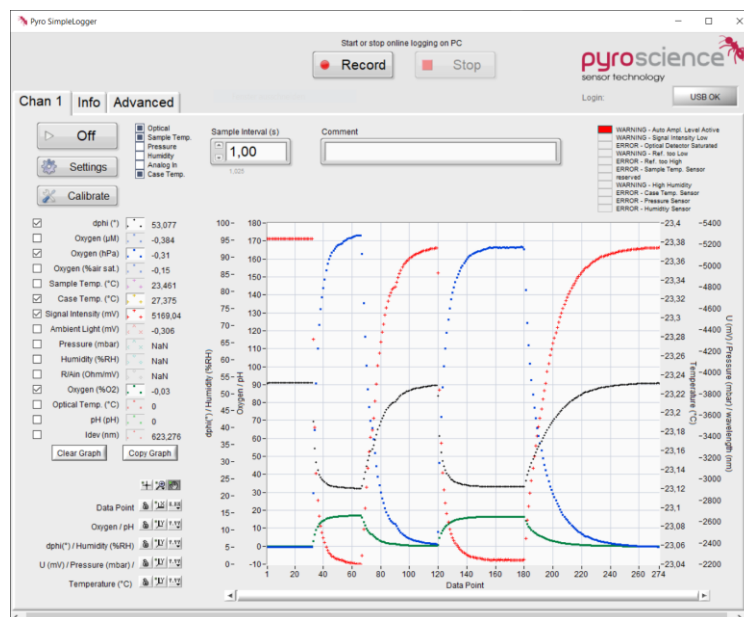 Pyro SimpleLogger
Start or stop online logging on PC
Record
Stop
pyroscience
sensor technology
Login:
USB OK
Chan 1
Info
Advanced
Off
Settings
Calibrate
Optical
Sample Temp.
Pressure
Humidity
Analog In
Case Temp.
Sample Interval (s)
1,00
1,025
Comment
WARNING - Auto Ampl. Level Active
WARNING - Signal Intensity Low
ERROR - Optical Detector Saturated
WARNING - Ref. too Low
ERROR - Ref. too High
ERROR - Sample Temp. Sensor
reserved
WARNING - High Humidity
ERROR - Case Temp. Sensor
ERROR - Pressure Sensor
ERROR - Humidity Sensor
dphi (°) 53,077
Oxygen (µM) -0,384
Oxygen (hPa) -0,31
Oxygen (%air sat.) -0,15
Sample Temp. (°C) 23,461
Case Temp. (°C) 27,375
Signal Intensity (mV) 5169,04
Ambient Light (mV) -0,306
Pressure (mbar) NaN
Humidity (%RH) NaN
R/Air (Ohm/mV) NaN
Oxygen (%O2) -0,03
Optical Temp. (°C) 0
pH (pH) 0
ldev (nm) 623,276
Clear Graph
Copy Graph
Data Point
Oxygen / pH
dphi(°) / Humidity (%RH)
U (mV) / Pressure (mbar) /
Temperature (°C)
dphi(°) / Humidity (%RH)
100
95
90
85
80
75
70
65
60
55
50
45
40
35
30
25
20
15
10
5
0
Oxygen / pH
180
170
160
150
140
130
120
110
100
90
80
70
60
50
40
30
20
10
0
-10
1
20
40
60
80
100
120
140
160
180
200
220
240
260
274
Data Point
23,4
23,38
23,36
23,34
23,32
23,3
23,28
23,26
23,24
23,22
23,2
23,18
23,16
23,14
23,12
23,1
23,08
23,06
23,04
Temperature (°C)
5400
5200
5000
4800
4600
4400
4200
4000
3800
3600
3400
3200
3000
2800
2600
2400
2200
U (mV) / Pressure (mbar) / wavelength (nm)